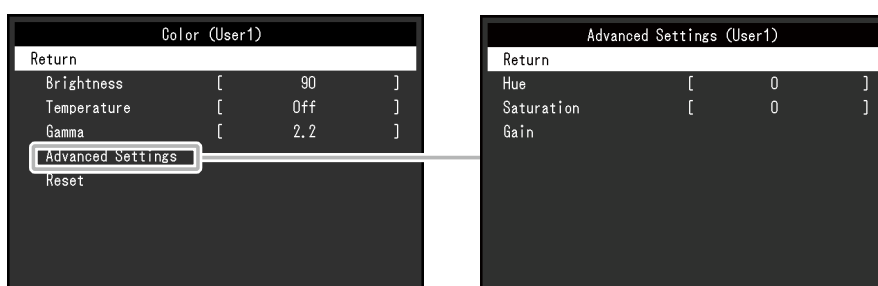 Color (User1)
Return
Brightness [ 90 ]
Temperature [ Off ]
Gamma [ 2.2 ]
Advanced Settings
Reset
Advanced Settings (User1)
Return
Hue [ 0 ]
Saturation [ 0 ]
Gain